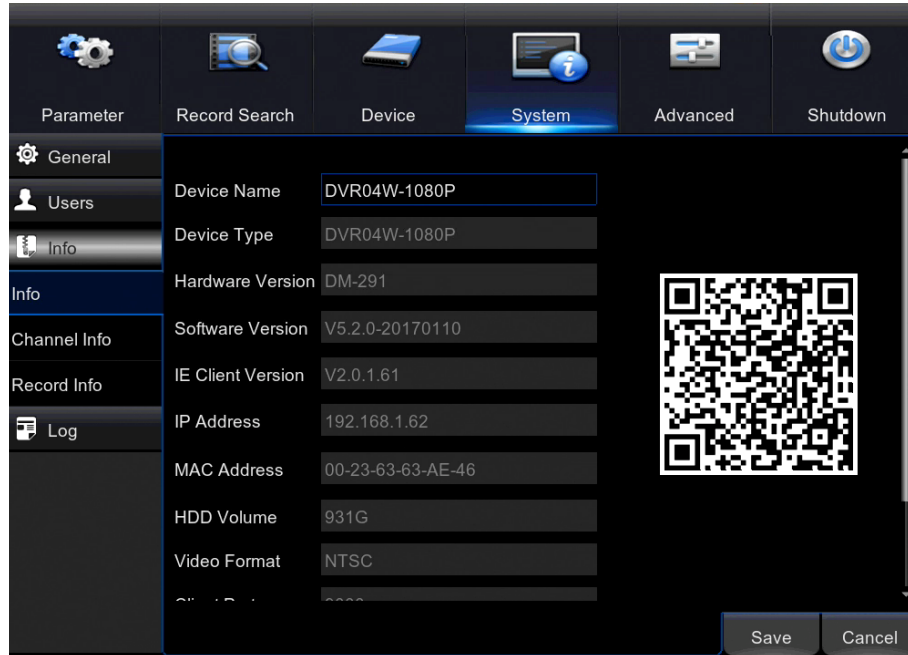 Parameter Record Search Device System Advanced Shutdown
General
Users
Info
Info
Channel Info
Record Info
Log
Device Name DVR04W-1080P
Device Type DVR04W-1080P
Hardware Version DM-291
Software Version V5.2.0-20170110
IE Client Version V2.0.1.61
IP Address 192.168.1.62
MAC Address 00-23-63-63-AE-46
HDD Volume 931G
Video Format NTSC
Save Cancel